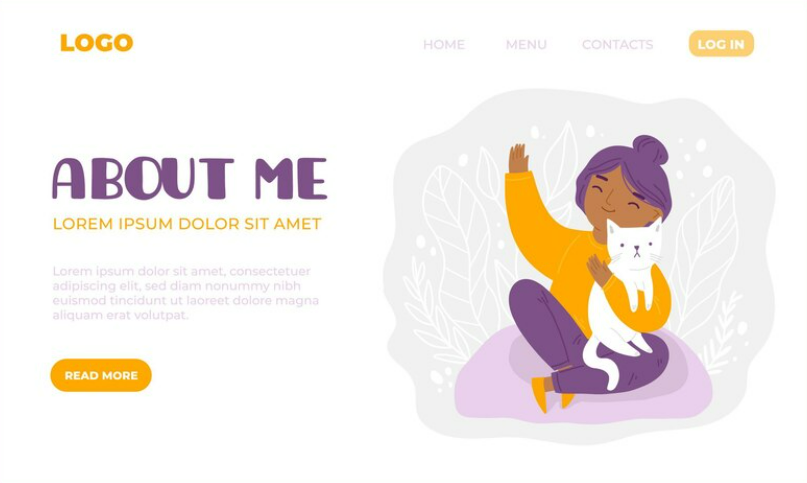 LOGO
HOME MENU CONTACTS LOG IN
ABOUT ME
LOREM IPSUM DOLOR SIT AMET
Lorem ipsum dolor sit amet, consectetuer
adipiscing elit, sed diam nonummy nibh
euismod tincidunt ut laoreet dolore magna
aliquam erat volutpat.
READ MORE